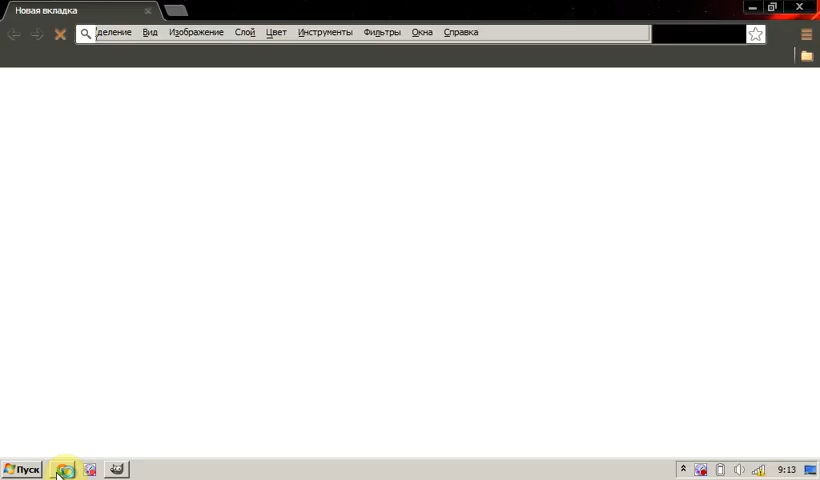 Новая вкладка
деление Вид Изображение Слой Цвет Инструменты Фильтры Окна Справка
Пуск 9:13